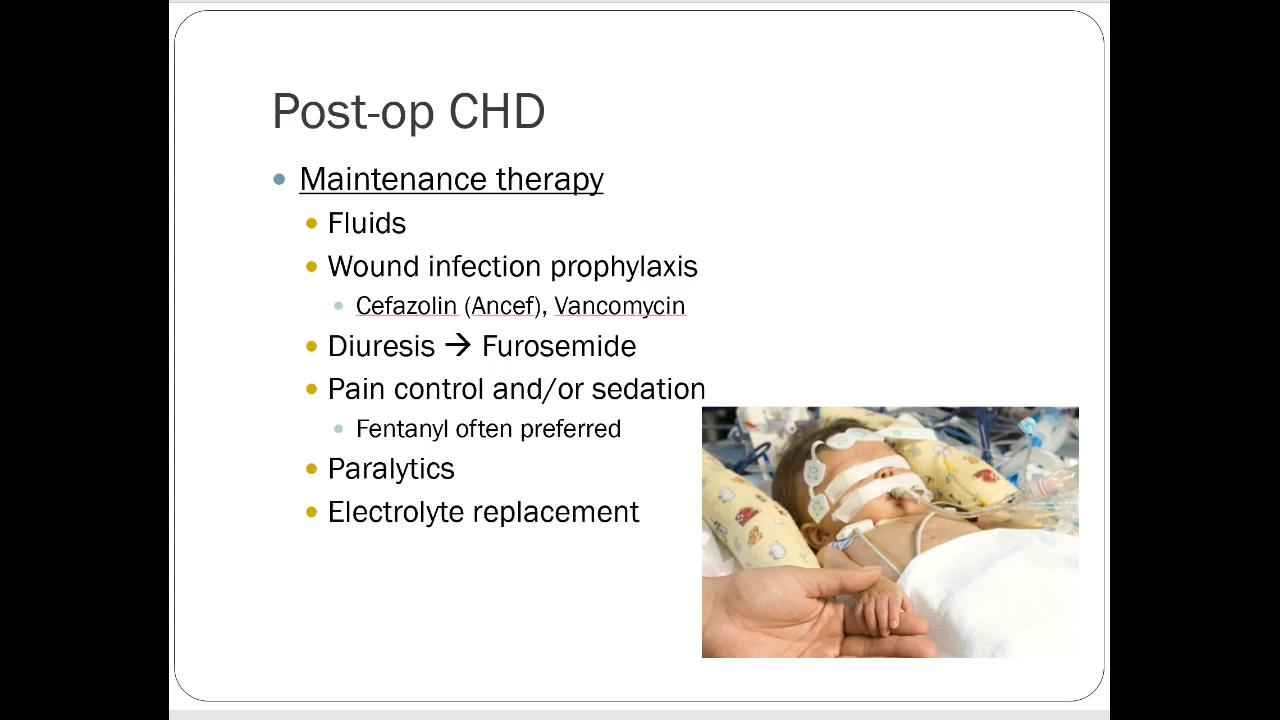 Post-op CHD
Maintenance therapy
Fluids
Wound infection prophylaxis
Cefazolin (Ancef), Vancomycin
Diuresis → Furosemide
Pain control and/or sedation
Fentanyl often preferred
Paralytics
Electrolyte replacement